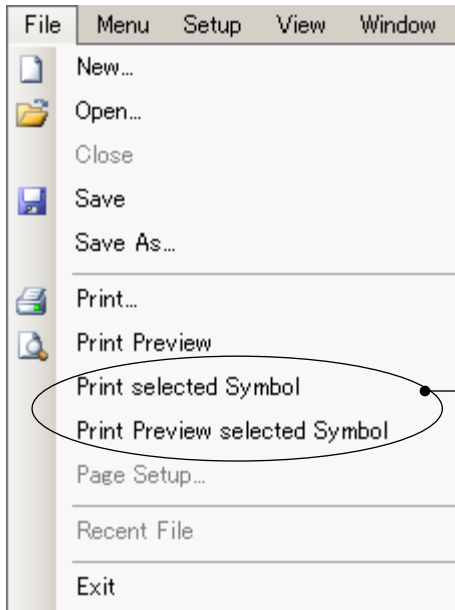 File Menu Setup View Window
New...
Open...
Close
Save
Save As...
Print...
Print Preview
Print selected Symbol
Print Preview selected Symbol
Page Setup...
Recent File
Exit